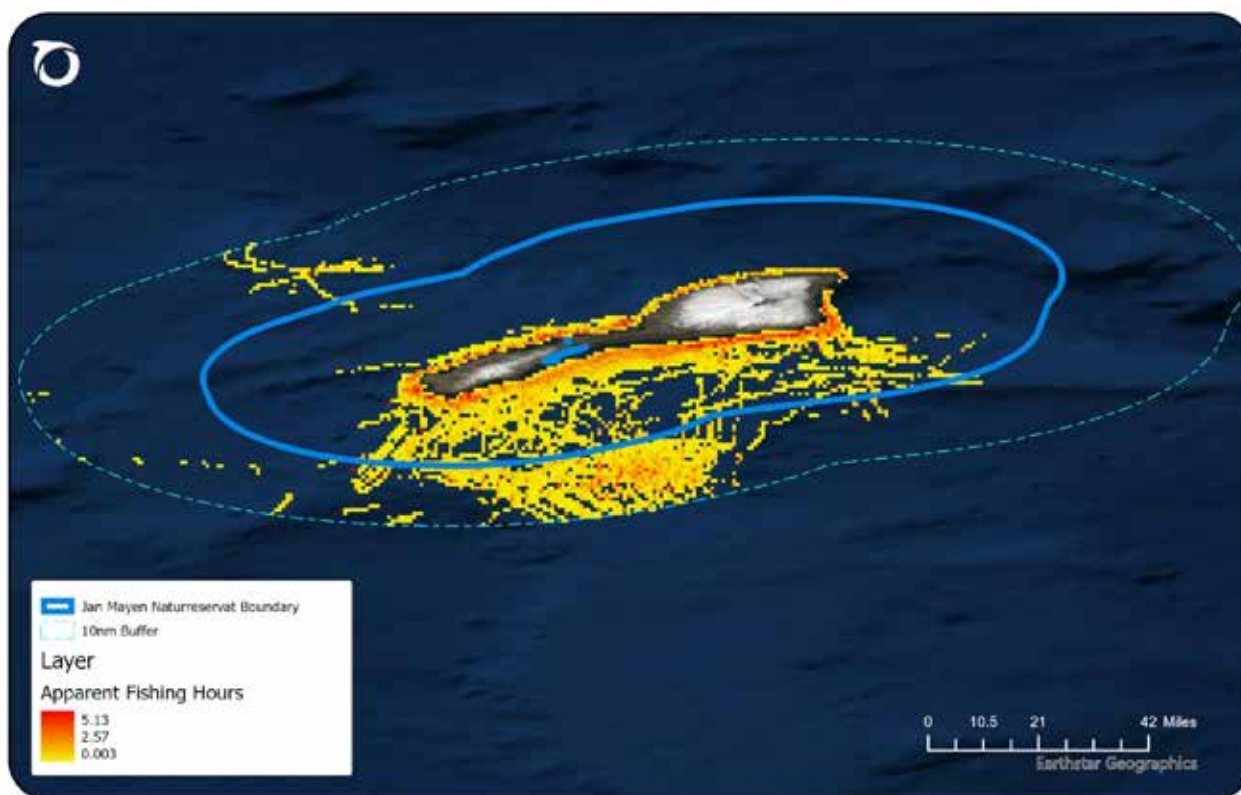 Jan Mayen Naturreservat Boundary
10nm Buffer
Layer
Apparent Fishing Hours
5.13
2.57
0.003
0 10.5 21 42 Miles
Earthstar Geographics